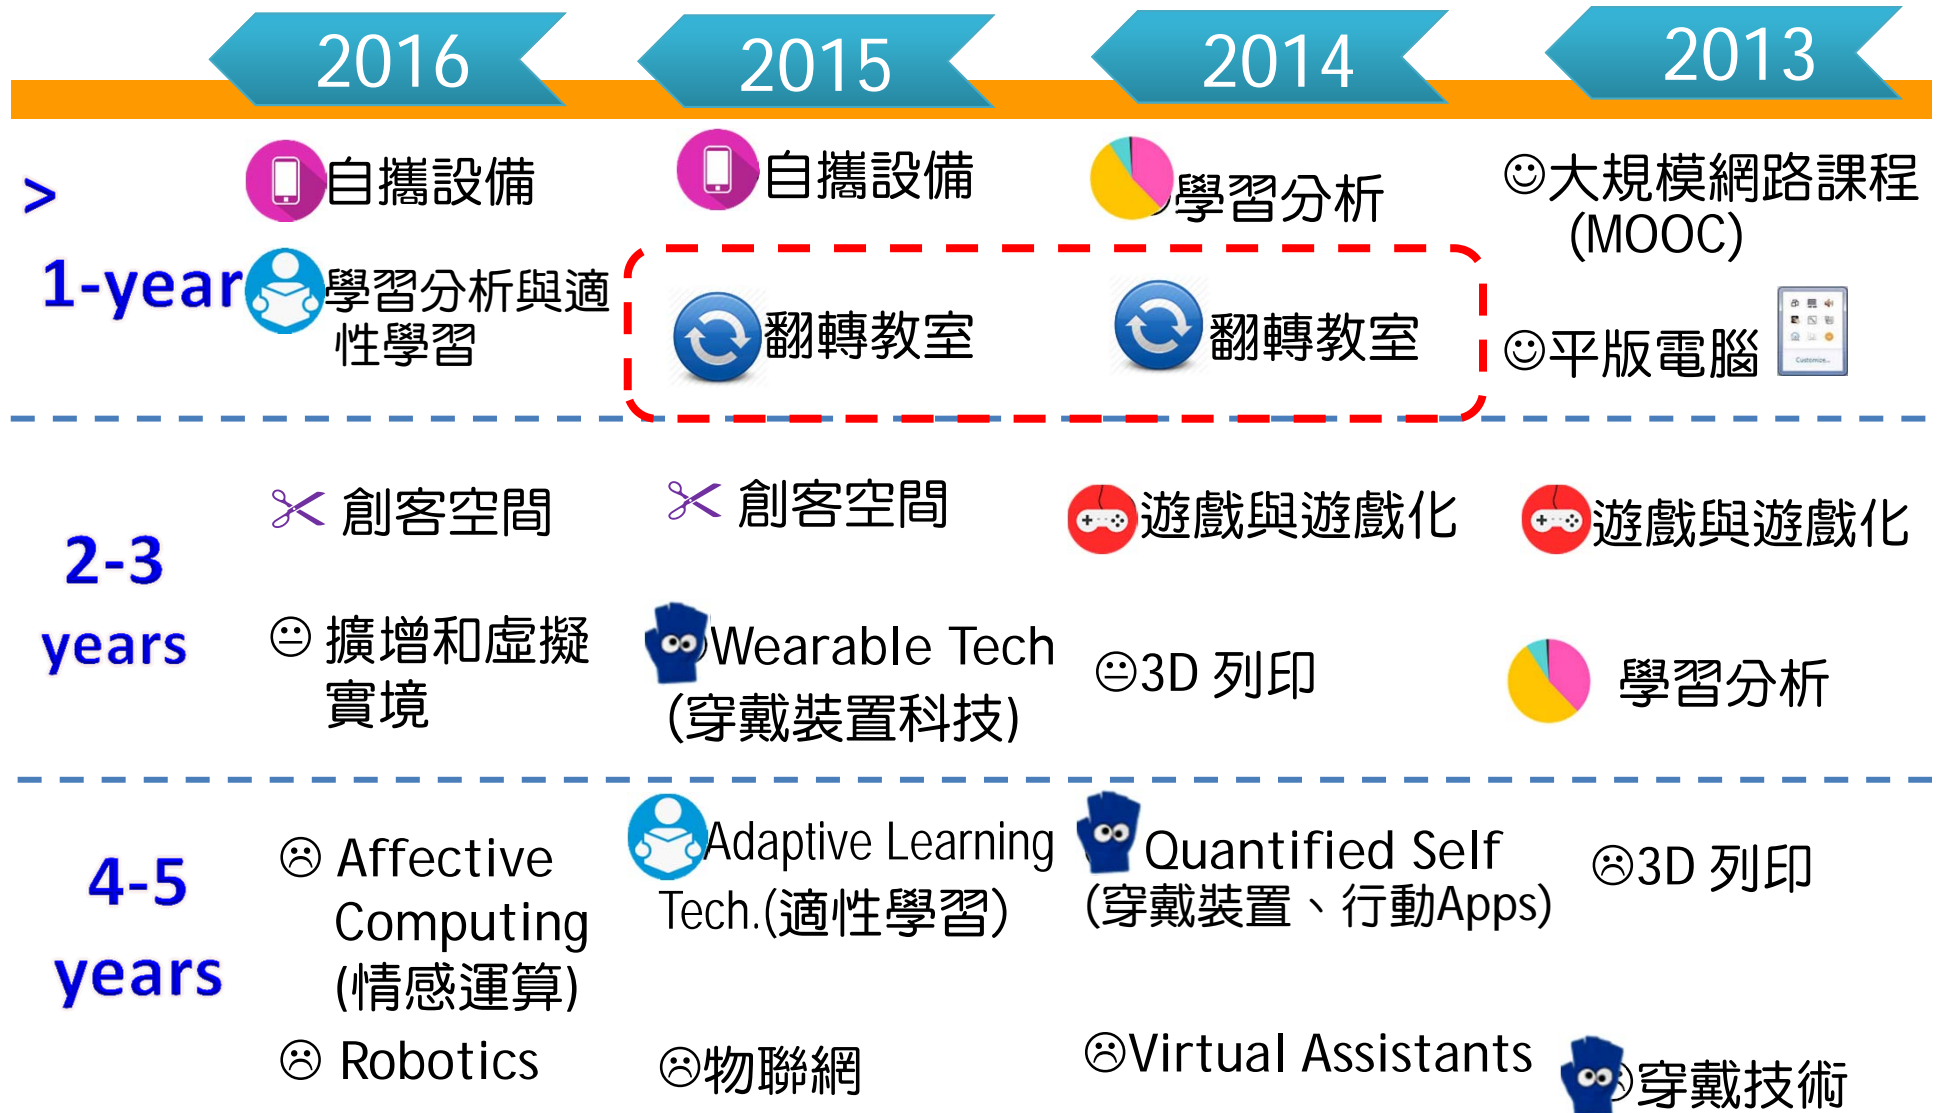 2016
2015
2014
2013
>
1-year
自攜設備
學習分析與適
性學習
自攜設備
翻轉教室
學習分析
翻轉教室
大規模網路課程
(MOOC)
平版電腦
Customize...
2-3
years
創客空間
擴增和虛擬
實境
創客空間
Wearable Tech
(穿戴裝置科技)
遊戲與遊戲化
3D 列印
遊戲與遊戲化
學習分析
4-5
years
Affective
Computing
(情感運算)
Robotics
Adaptive Learning
Tech.(適性學習)
物聯網
Quantified Self
(穿戴裝置、行動Apps)
Virtual Assistants
3D 列印
穿戴技術